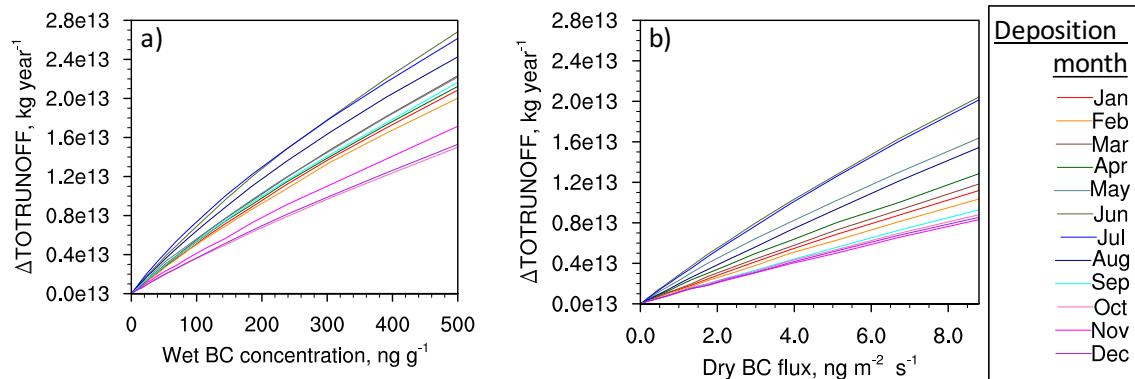 a)
ΔTOTRUNOFF, kg year-1
2.8e13
2.4e13
2.0e13
1.6e13
1.2e13
0.8e13
0.4e13
0.0e13
0 100 200 300 400 500
Wet BC concentration, ng g-1
b)
ΔTOTRUNOFF, kg year-1
2.8e13
2.4e13
2.0e13
1.6e13
1.2e13
0.8e13
0.4e13
0.0e13
0.0 2.0 4.0 6.0 8.0
Dry BC flux, ng m-2 s-1
Deposition
month
Jan
Feb
Mar
Apr
May
Jun
Jul
Aug
Sep
Oct
Nov
Dec